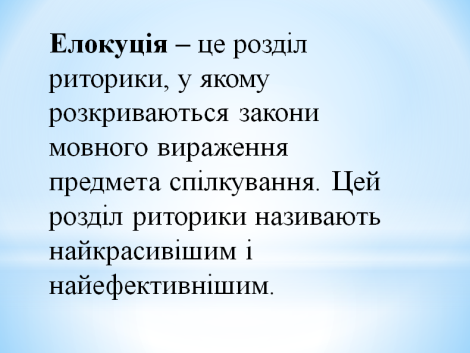 Елокуція – це розділ
риторики, у якому
розкриваються закони
мовного вираження
предмета спілкування. Цей
розділ риторики називають
найкрасивішим і
найефективнішим.